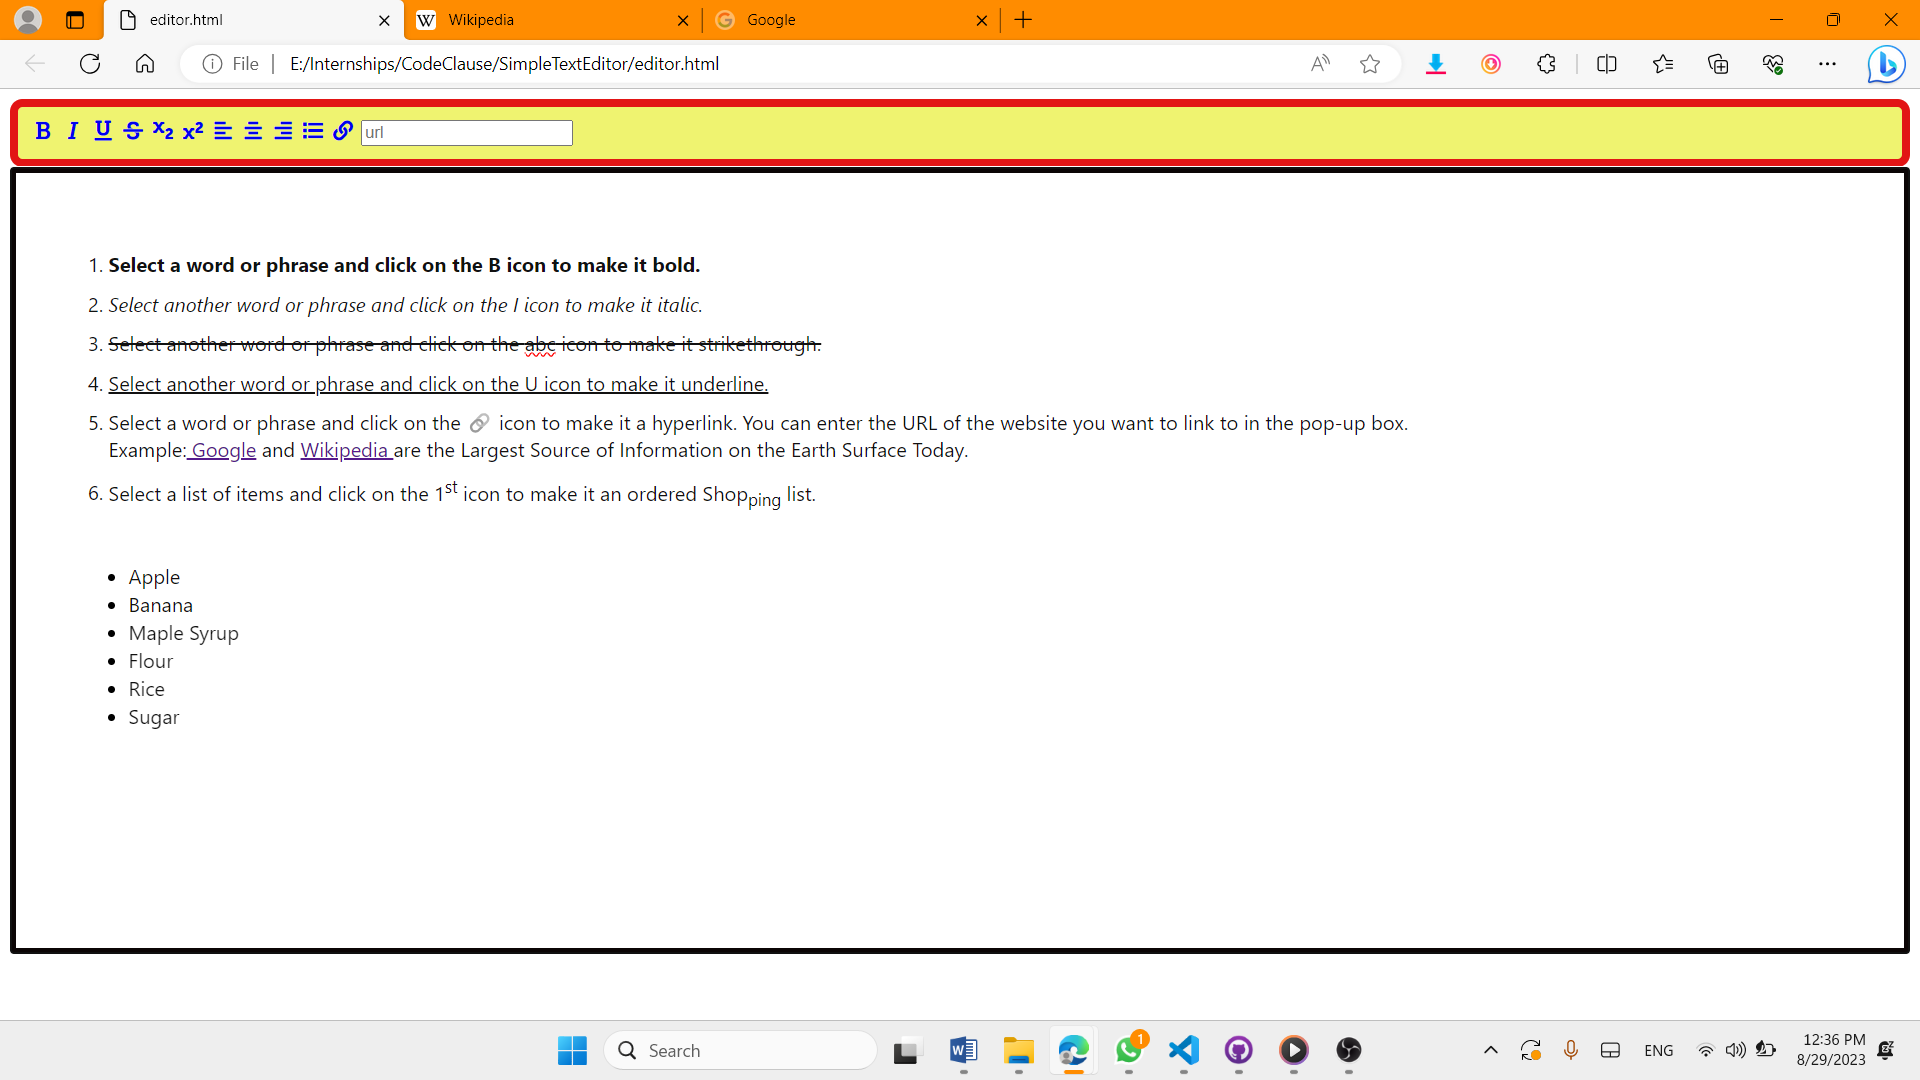 editor.html
Wikipedia
Google
File
E:/Internships/CodeClause/SimpleTextEditor/editor.html
B I U S x₂ x² url
1. Select a word or phrase and click on the B icon to make it bold.
2. Select another word or phrase and click on the I icon to make it italic.
3. Select another word or phrase and click on the abc icon to make it strikethrough.
4. Select another word or phrase and click on the U icon to make it underline.
5. Select a word or phrase and click on the 🔗 icon to make it a hyperlink. You can enter the URL of the website you want to link to in the pop-up box.
Example: Google and Wikipedia are the Largest Source of Information on the Earth Surface Today.
6. Select a list of items and click on the 1st icon to make it an ordered Shopping list.
• Apple
• Banana
• Maple Syrup
• Flour
• Rice
• Sugar
Search
1
ENG
12:36 PM
8/29/2023